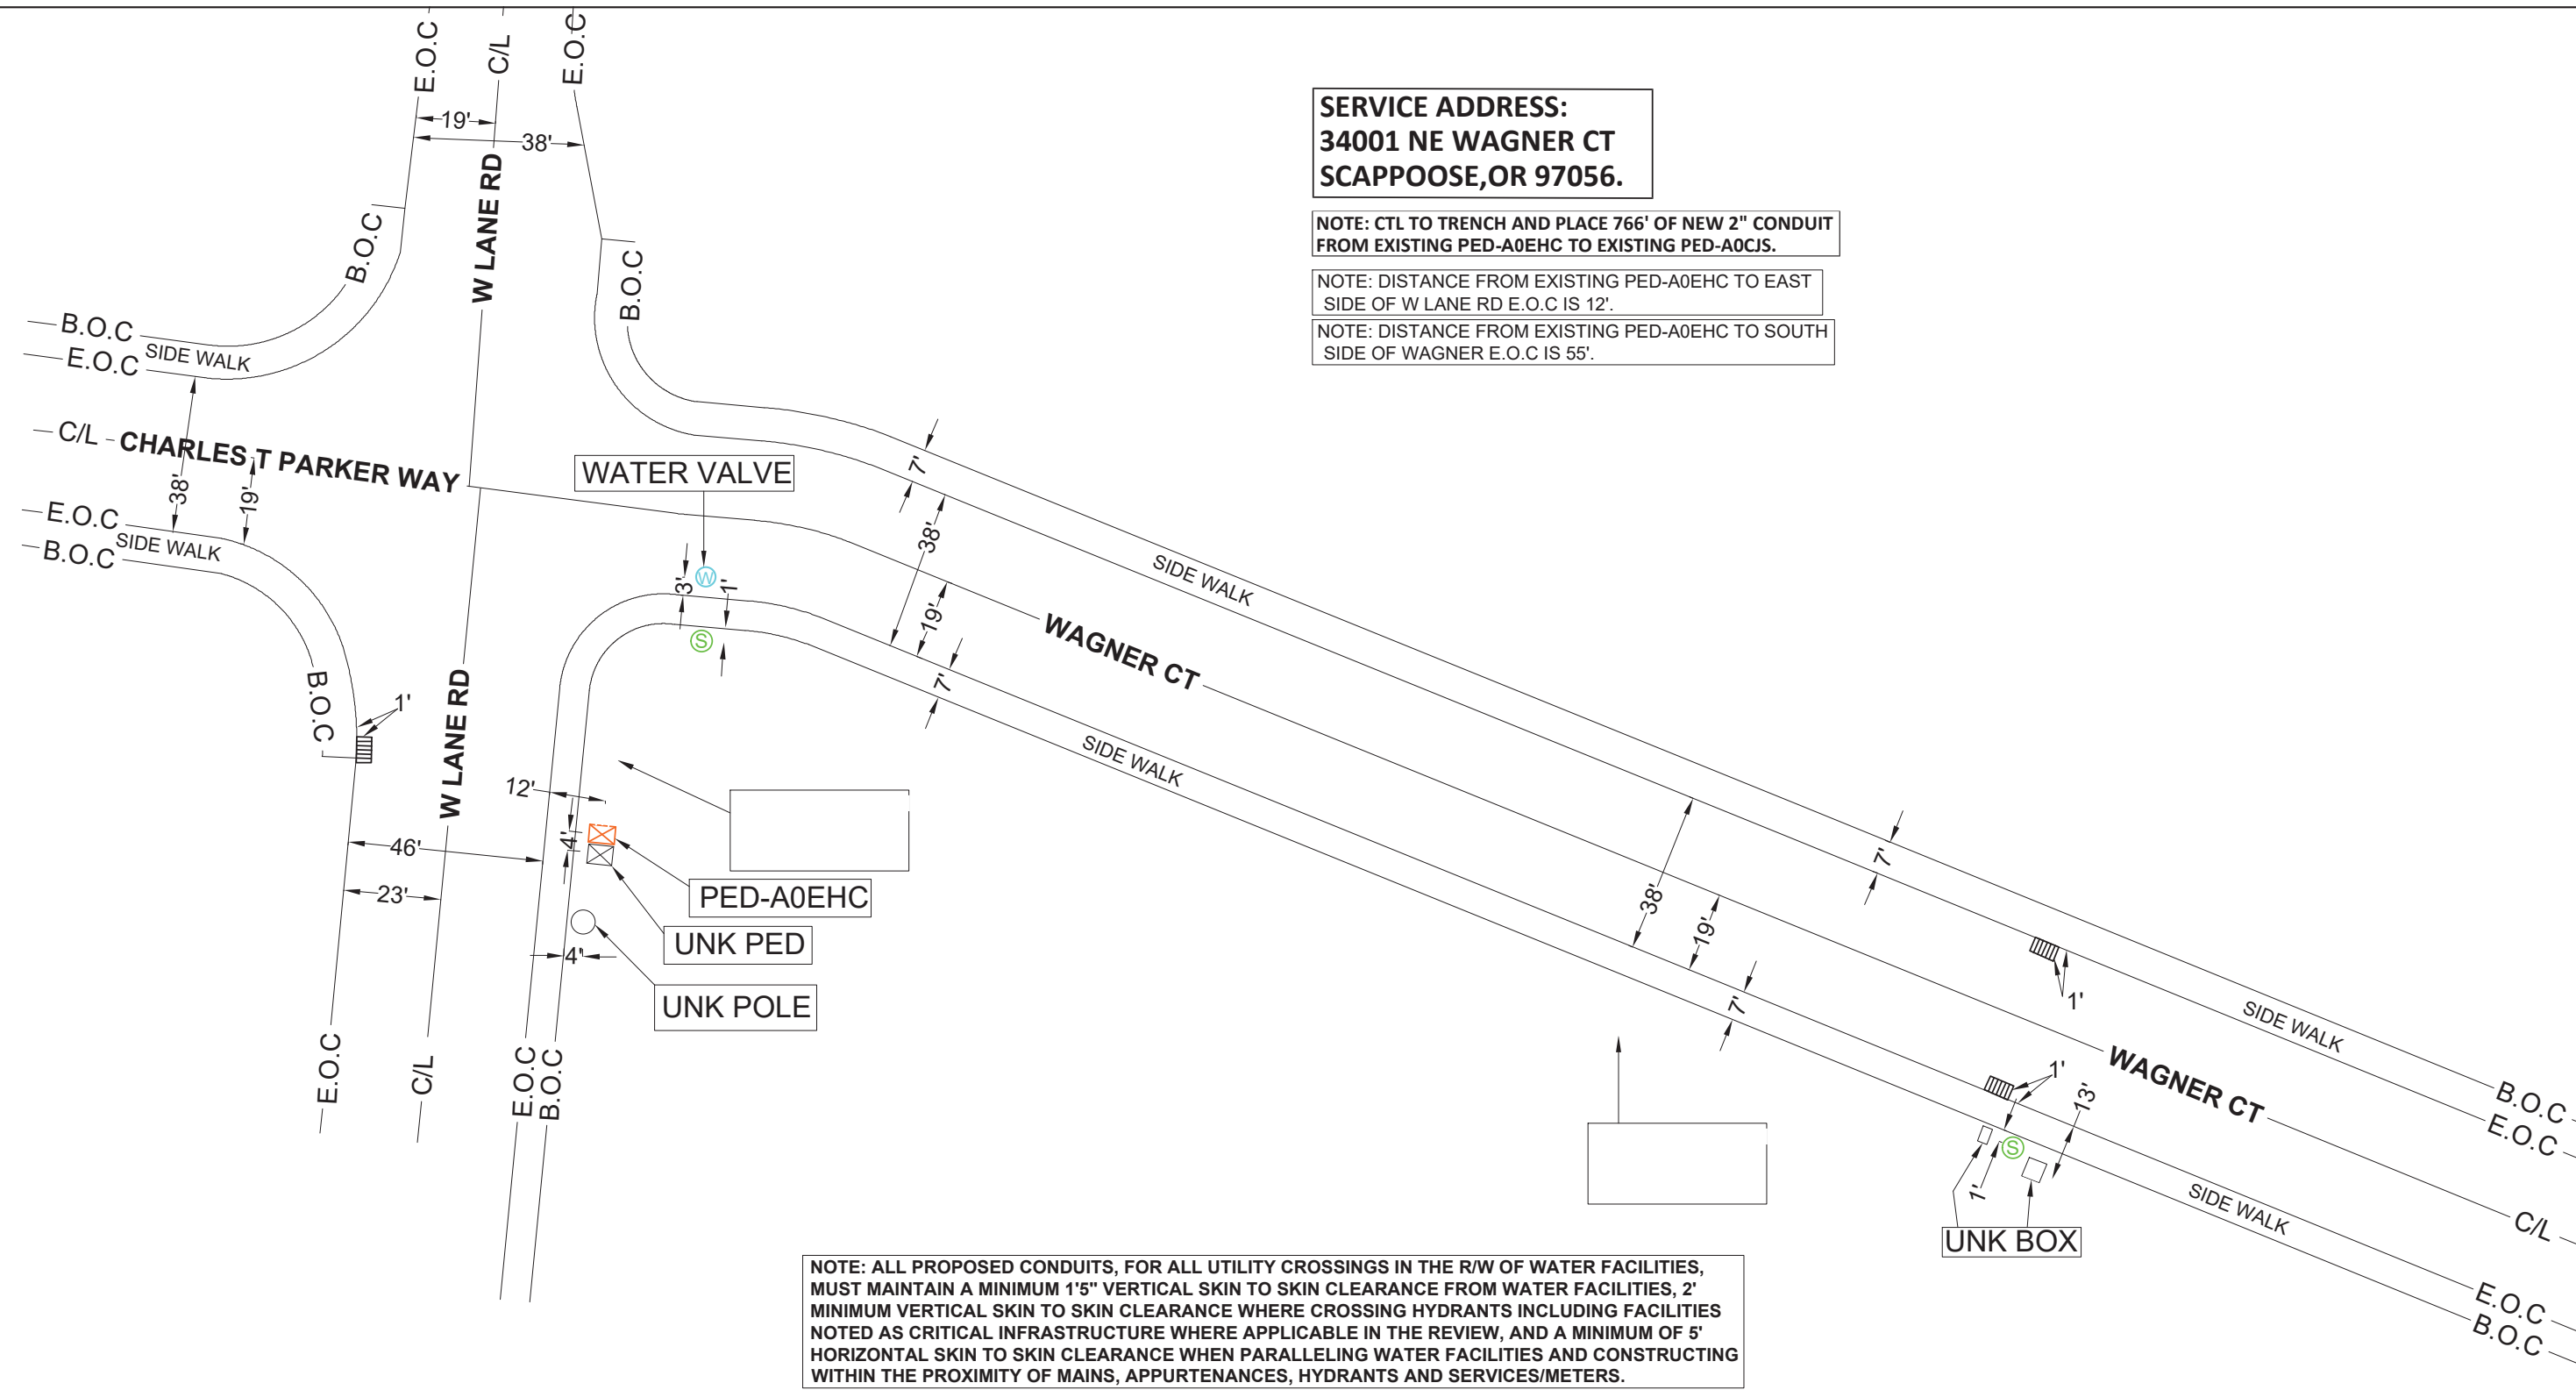 E.O.C
C/L
E.O.C
19'
38'
W LANE RD
B.O.C
B.O.C
SERVICE ADDRESS:
34001 NE WAGNER CT
SCAPPOOSE,OR 97056.
NOTE: CTL TO TRENCH AND PLACE 766' OF NEW 2" CONDUIT
FROM EXISTING PED-A0EHC TO EXISTING PED-A0CJS.
NOTE: DISTANCE FROM EXISTING PED-A0EHC TO EAST
SIDE OF W LANE RD E.O.C IS 12'.
NOTE: DISTANCE FROM EXISTING PED-A0EHC TO SOUTH
SIDE OF WAGNER E.O.C IS 55'.
B.O.C
SIDE WALK
E.O.C
C/L
CHARLES T PARKER WAY
38'
19'
E.O.C
SIDE WALK
B.O.C
WATER VALVE
W
3'
1'
S
7'
38'
19'
7'
SIDE WALK
WAGNER CT
SIDE WALK
B.O.C
1'
W LANE RD
12'
4'
46'
23'
PED-A0EHC
UNK PED
4'
UNK POLE
E.O.C
C/L
E.O.C
B.O.C
7'
38'
19'
7'
1'
SIDE WALK
1'
13'
WAGNER CT
S
1'
UNK BOX
SIDE WALK
B.O.C
E.O.C
C/L
E.O.C
B.O.C
NOTE: ALL PROPOSED CONDUITS, FOR ALL UTILITY CROSSINGS IN THE R/W OF WATER FACILITIES,
MUST MAINTAIN A MINIMUM 1'5" VERTICAL SKIN TO SKIN CLEARANCE FROM WATER FACILITIES, 2'
MINIMUM VERTICAL SKIN TO SKIN CLEARANCE WHERE CROSSING HYDRANTS INCLUDING FACILITIES
NOTED AS CRITICAL INFRASTRUCTURE WHERE APPLICABLE IN THE REVIEW, AND A MINIMUM OF 5'
HORIZONTAL SKIN TO SKIN CLEARANCE WHEN PARALLELING WATER FACILITIES AND CONSTRUCTING
WITHIN THE PROXIMITY OF MAINS, APPURTENANCES, HYDRANTS AND SERVICES/METERS.